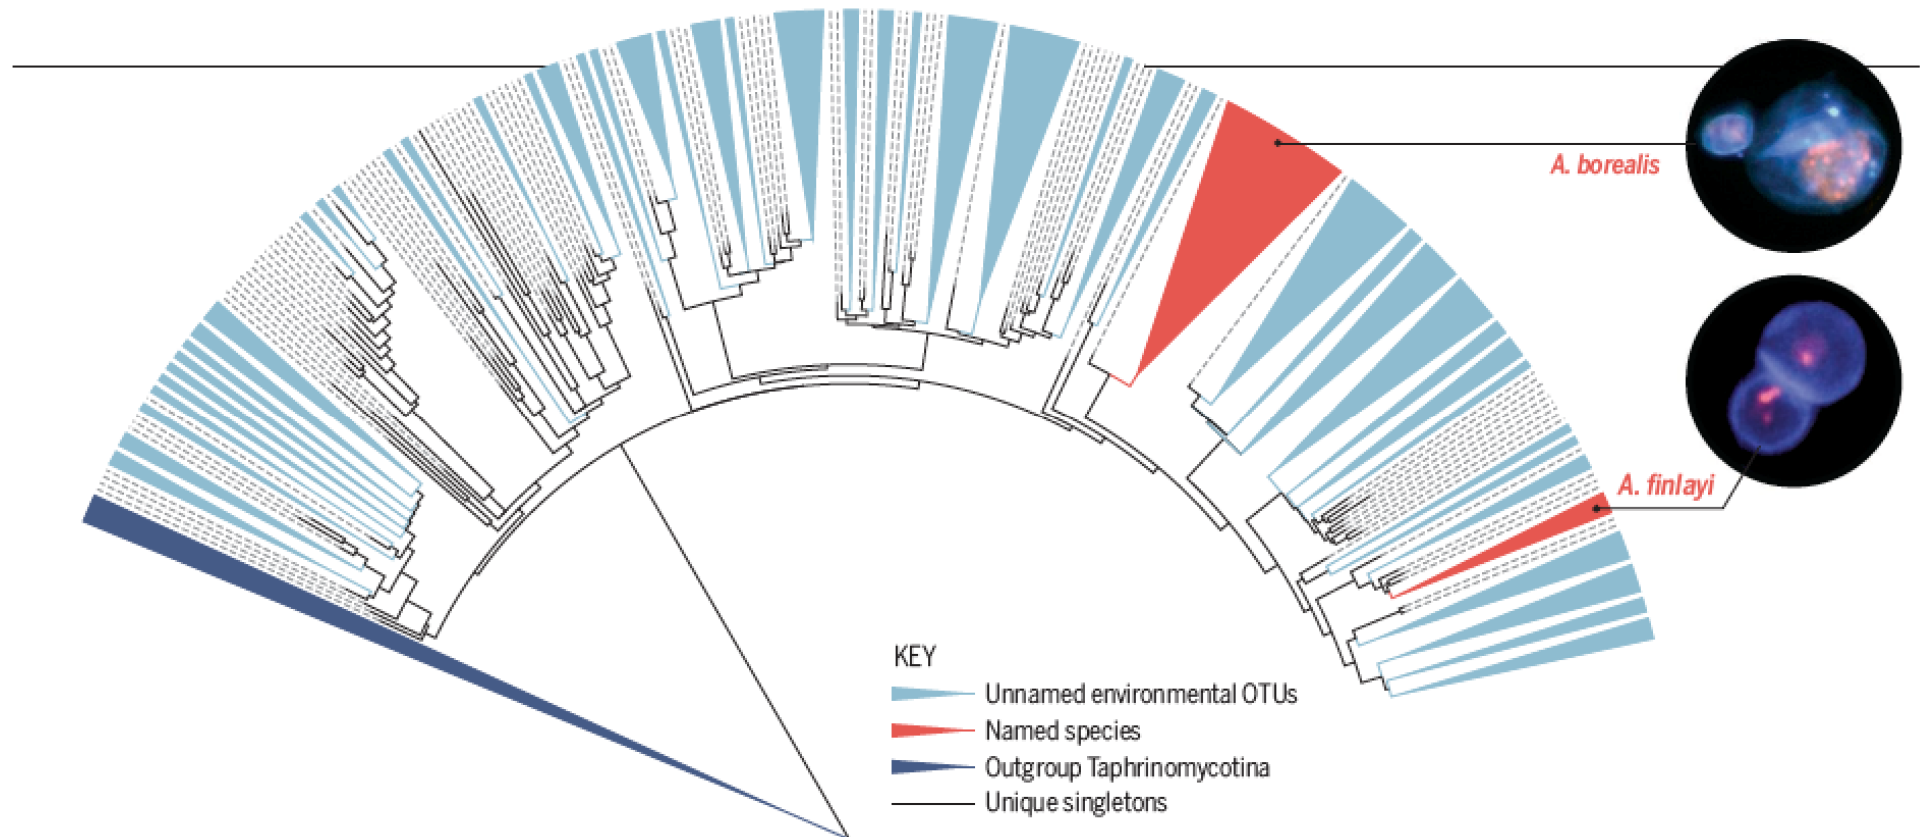 A. borealis
A. finlayi
KEY
Unnamed environmental OTUs
Named species
Outgroup Taphrinomycotina
Unique singletons